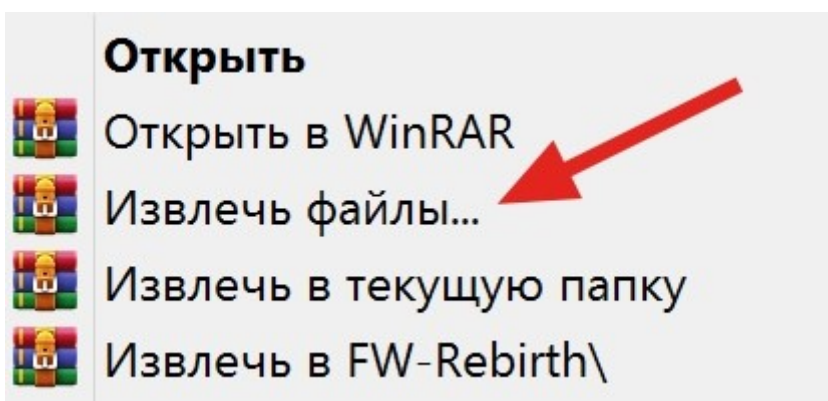 Открыть
Открыть в WinRAR
Извлечь файлы...
Извлечь в текущую папку
Извлечь в FW-Rebirth\